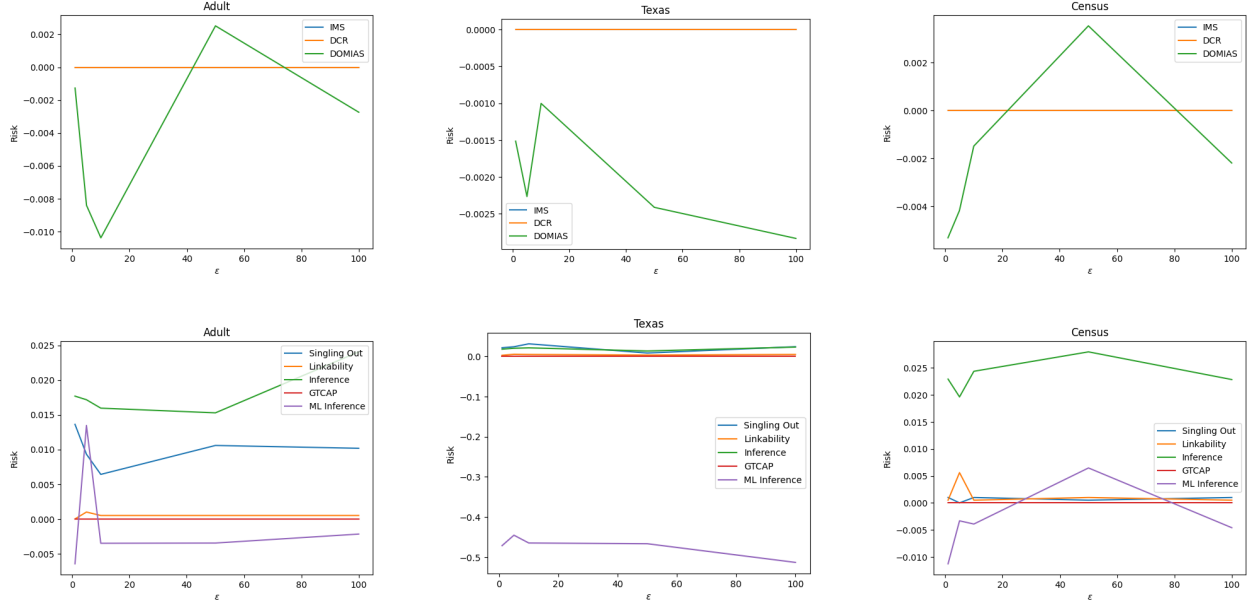 Adult
0.002
0.000
−0.002
−0.004
−0.006
−0.008
−0.010
Risk
0 20 40 60 80 100
ε
IMS
DCR
DOMIAS
Texas
0.0000
−0.0005
−0.0010
−0.0015
−0.0020
−0.0025
Risk
0 20 40 60 80 100
ε
IMS
DCR
DOMIAS
Census
0.002
0.000
−0.002
−0.004
Risk
0 20 40 60 80 100
ε
IMS
DCR
DOMIAS
Adult
0.025
0.020
0.015
0.010
0.005
0.000
−0.005
Risk
0 20 40 60 80 100
ε
Singling Out
Linkability
Inference
GTCAP
ML Inference
Texas
0.0
−0.1
−0.2
−0.3
−0.4
−0.5
Risk
0 20 40 60 80 100
ε
Singling Out
Linkability
Inference
GTCAP
ML Inference
Census
0.025
0.020
0.015
0.010
0.005
0.000
−0.005
−0.010
Risk
0 20 40 60 80 100
ε
Singling Out
Linkability
Inference
GTCAP
ML Inference